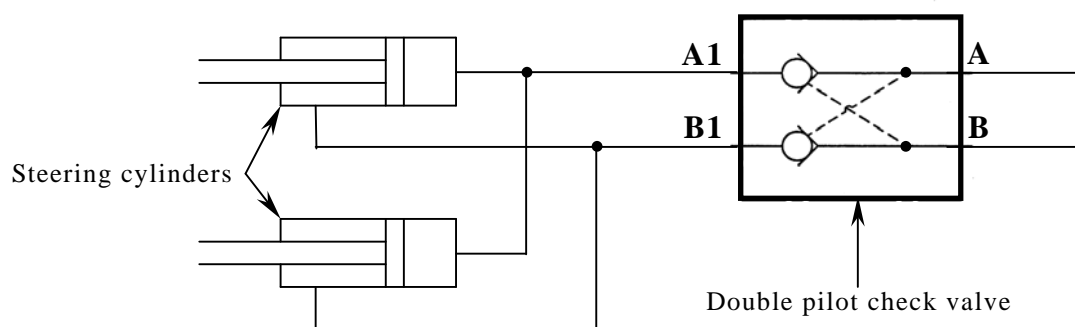 A1
A
B1
B
Steering cylinders
Double pilot check valve